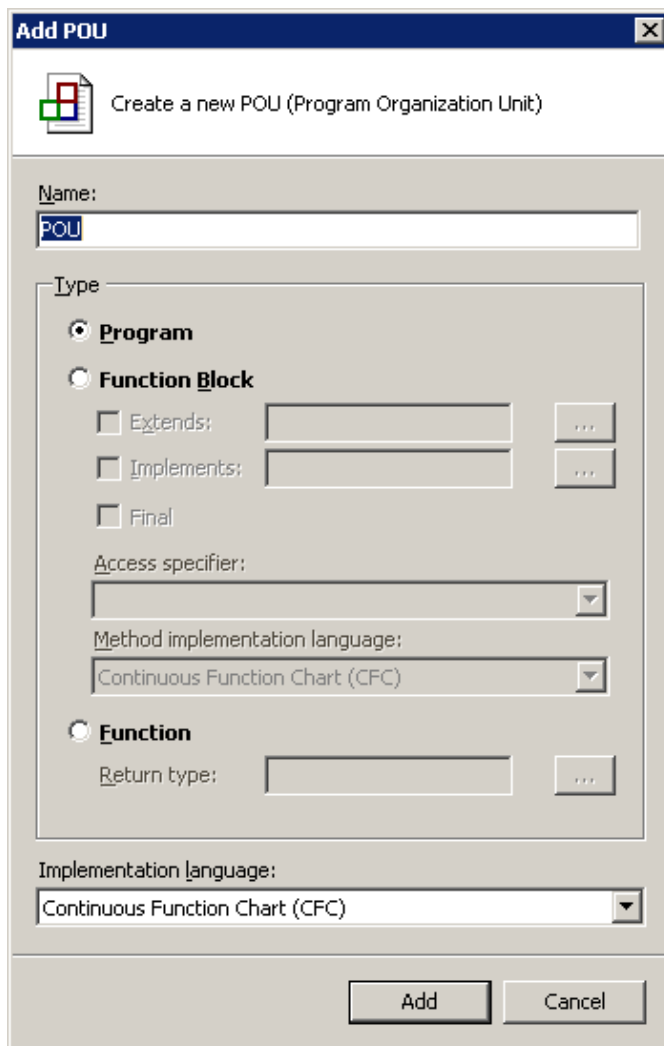 Add POU
Create a new POU (Program Organization Unit)
Name:
POU
Type
Program
Function Block
Extends:
...
Implements:
...
Final
Access specifier:
Method implementation language:
Continuous Function Chart (CFC)
Function
Return type:
...
Implementation language:
Continuous Function Chart (CFC)
Add Cancel